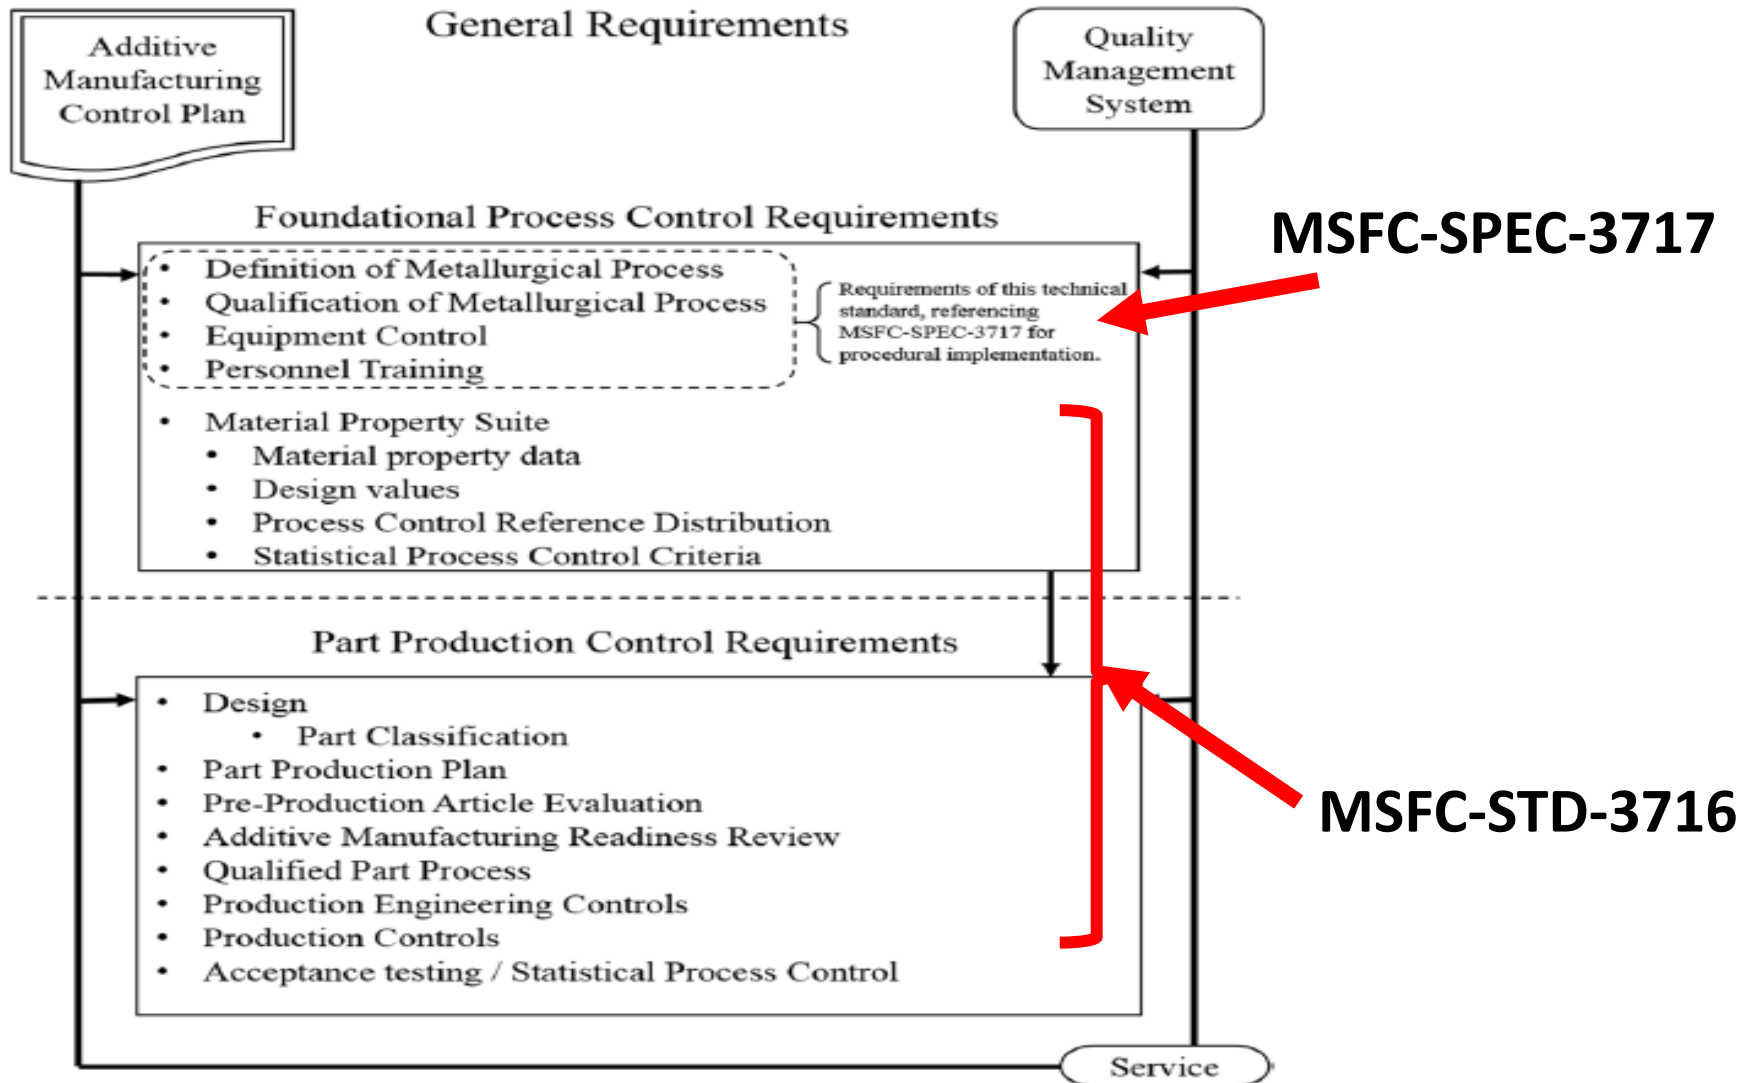 General Requirements
Additive
Manufacturing
Control Plan
Quality
Management
System
Foundational Process Control Requirements
MSFC-SPEC-3717
• Definition of Metallurgical Process
• Qualification of Metallurgical Process
• Equipment Control
• Personnel Training
Requirements of this technical
standard, referencing
MSFC-SPEC-3717 for
procedural implementation.
• Material Property Suite
• Material property data
• Design values
• Process Control Reference Distribution
• Statistical Process Control Criteria
Part Production Control Requirements
• Design
• Part Classification
• Part Production Plan
• Pre-Production Article Evaluation
• Additive Manufacturing Readiness Review
• Qualified Part Process
• Production Engineering Controls
• Production Controls
• Acceptance testing / Statistical Process Control
MSFC-STD-3716
Service